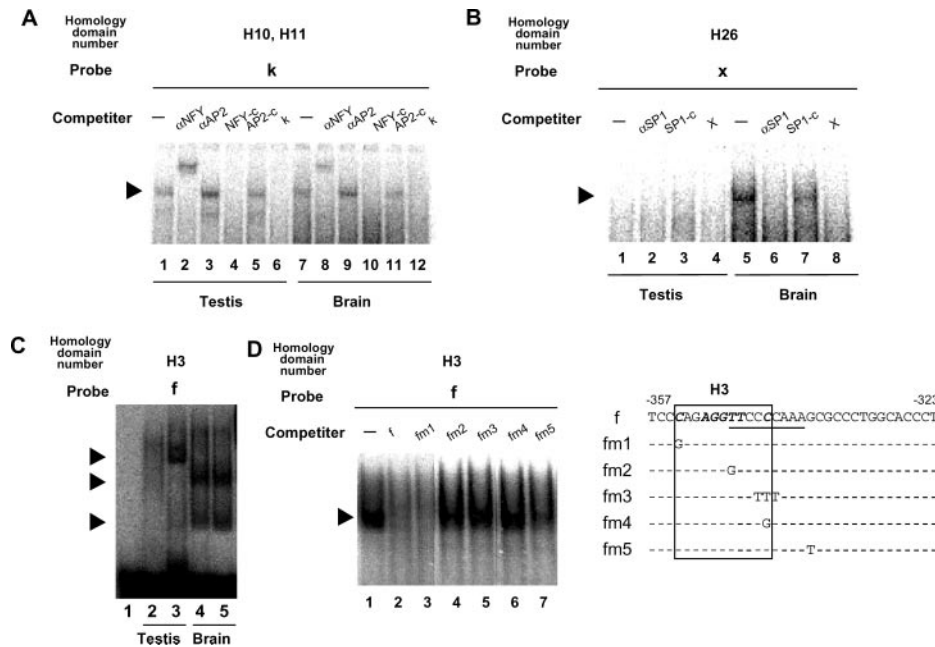 A
Homology domain number
H10, H11
Probe
k
Competiter
— αNFY αAP2 NFY-c AP2-c k — αNFY αAP2 NFY-c AP2-c k
1 2 3 4 5 6 7 8 9 10 11 12
Testis Brain
B
Homology domain number
H26
Probe
x
Competiter
— αSP1 SP1-c X — αSP1 SP1-c X
1 2 3 4 5 6 7 8
Testis Brain
C
Homology domain number
H3
Probe
f
1 2 3 4 5
Testis Brain
D
Homology domain number
H3
Probe
f
Competiter
— f fm1 fm2 fm3 fm4 fm5
1 2 3 4 5 6 7
H3
-357 -323
f TCCCAGAGGTTCCCCAAAGCGCCCTGGCACCCT
fm1 G
fm2 G
fm3 TTT
fm4 G
fm5 T